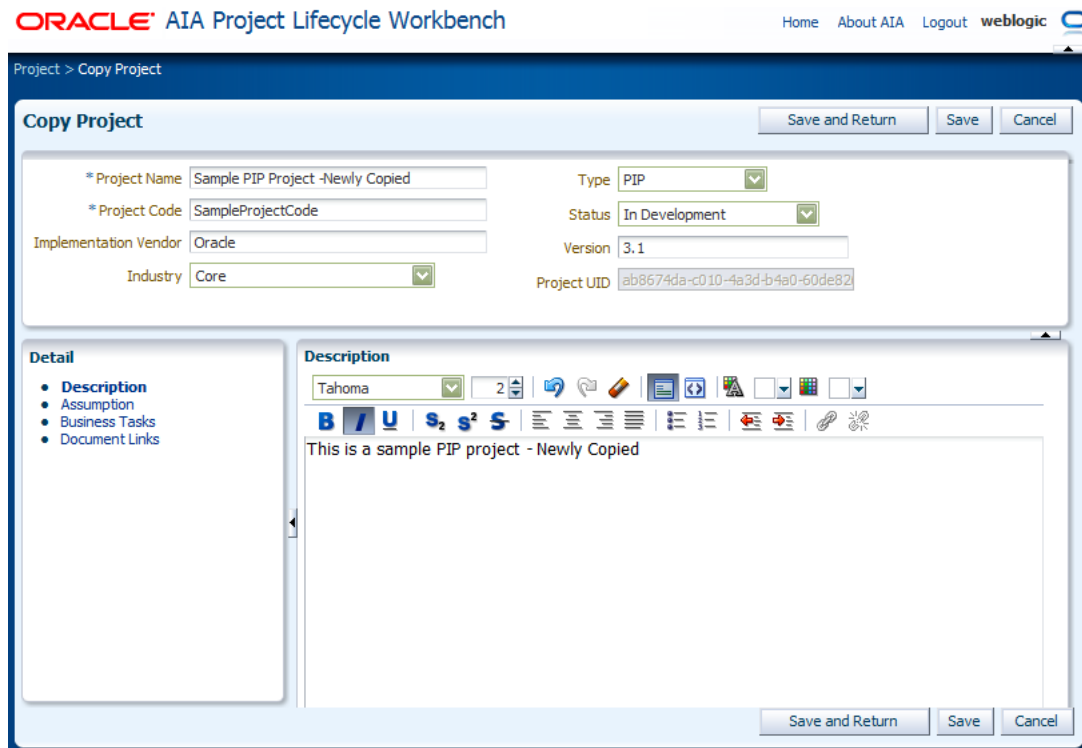 ORACLE AIA Project Lifecycle Workbench
Home About AIA Logout weblogic
Project > Copy Project
Copy Project
Save and Return Save Cancel
*Project Name Sample PIP Project -Newly Copied Type PIP
*Project Code SampleProjectCode Status In Development
Implementation Vendor Oracle Version 3.1
Industry Core Project UID ab8674da-c010-4a3d-b4a0-60de82
Detail
Description
Assumption
Business Tasks
Document Links
Description
Tahoma 2
B I U S2 S2 S
This is a sample PIP project - Newly Copied
Save and Return Save Cancel